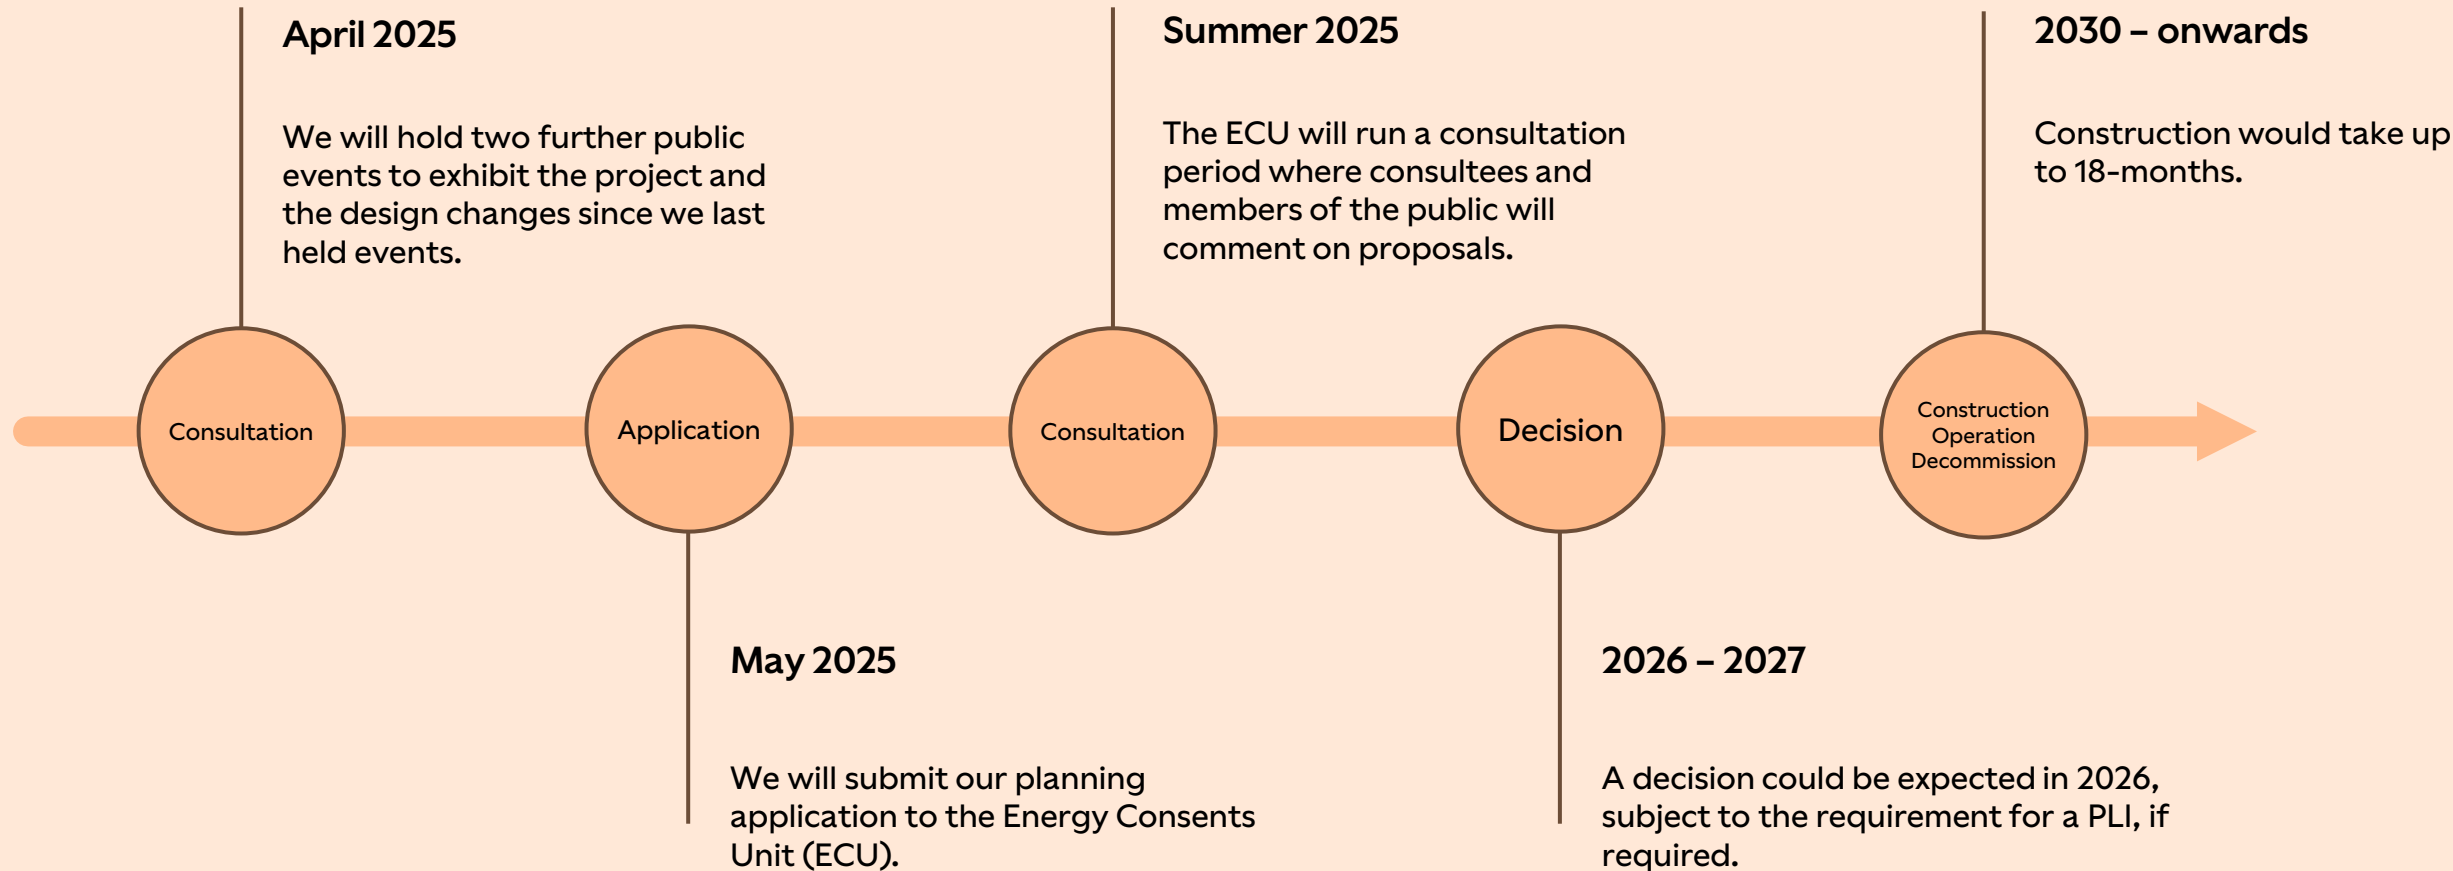 April 2025
We will hold two further public
events to exhibit the project and
the design changes since we last
held events.
Summer 2025
The ECU will run a consultation
period where consultees and
members of the public will
comment on proposals.
2030 – onwards
Construction would take up
to 18-months.
Consultation
Application
Consultation
Decision
Construction
Operation
Decommission
May 2025
We will submit our planning
application to the Energy Consents
Unit (ECU).
2026 – 2027
A decision could be expected in 2026,
subject to the requirement for a PLI, if
required.